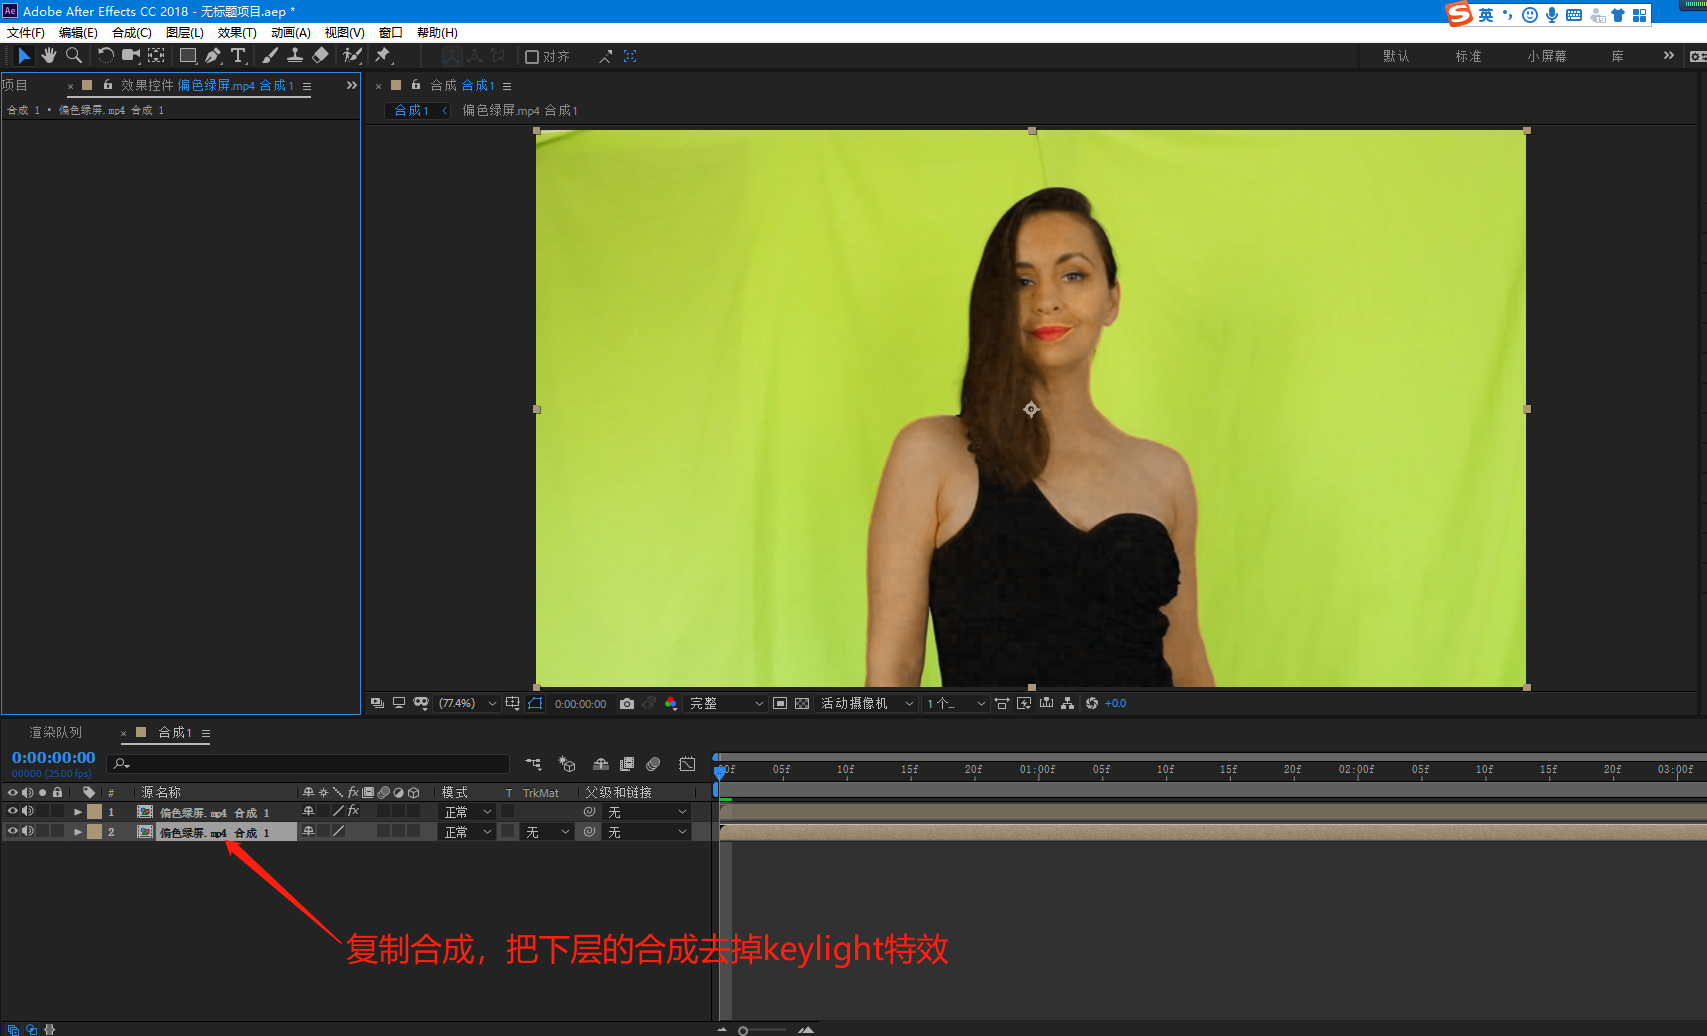 Ae Adobe After Effects CC 2018 - 无标题项目.aep *
英
文件(F) 编辑(E) 合成(C) 图层(L) 效果(T) 动画(A) 视图(V) 窗口 帮助(H)
对齐 默认 标准 小屏幕 库
项目 × 效果控件 偏色绿屏.mp4 合成 1
× 合成 合成1
合成 1 • 偏色绿屏.mp4 合成 1
合成1 偏色绿屏.mp4 合成1
(77.4%) 0:00:00:00 完整 活动摄像机 1个... +0.0
渲染队列 × 合成1
0:00:00:00
00000 (25.00 fps)
00f 05f 10f 15f 20f 01:00f 05f 10f 15f 20f 02:00f 05f 10f 15f 20f 03:00f
# 源名称 fx 模式 T TrkMat 父级和链接
1 偏色绿屏.mp4 合成 1 fx 正常 无
2 偏色绿屏.mp4 合成 1 正常 无 无
复制合成，把下层的合成去掉keylight特效